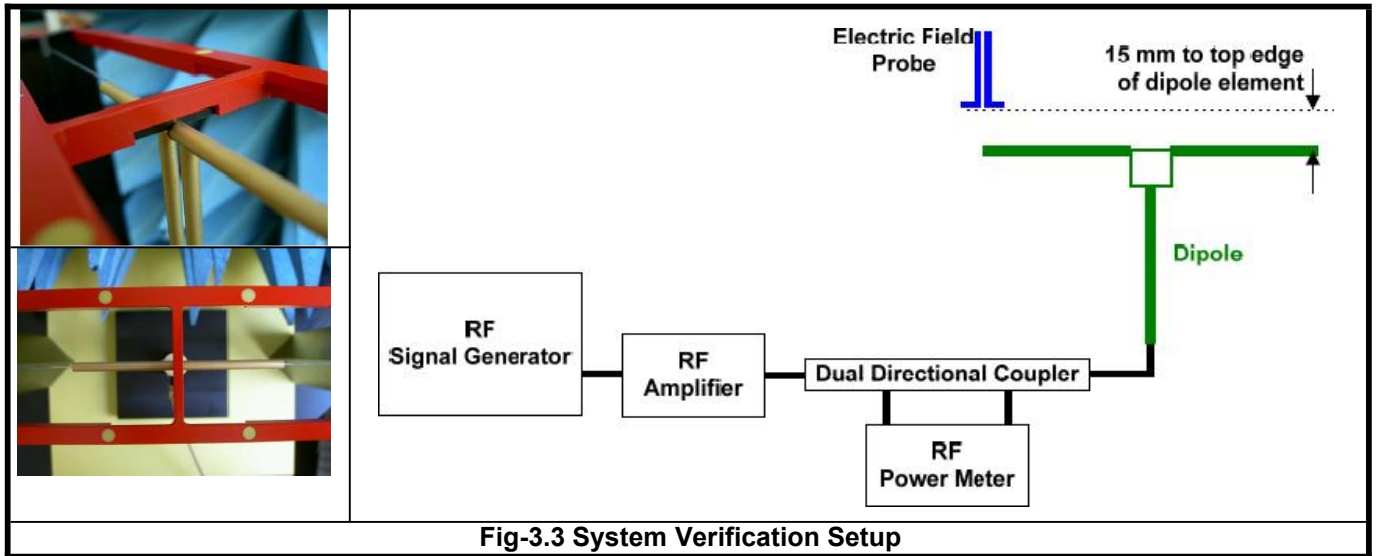 Electric Field
Probe
15 mm to top edge
of dipole element
Dipole
RF
Signal Generator
RF
Amplifier
Dual Directional Coupler
RF
Power Meter
Fig-3.3 System Verification Setup